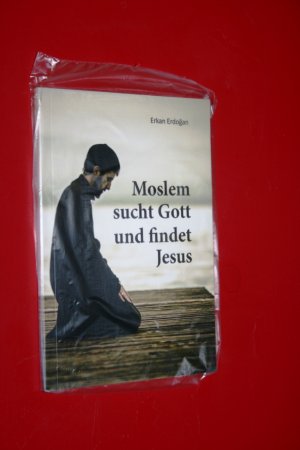 Erkan Erdoğan
Moslem
sucht Gott
und findet
Jesus